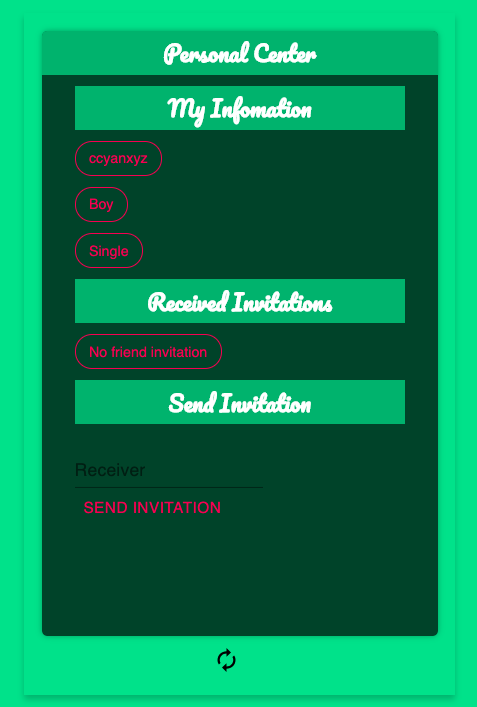 Personal Center
My Infomation
ccyanxyz
Boy
Single
Received Invitations
No friend invitation
Send Invitation
Receiver
SEND INVITATION